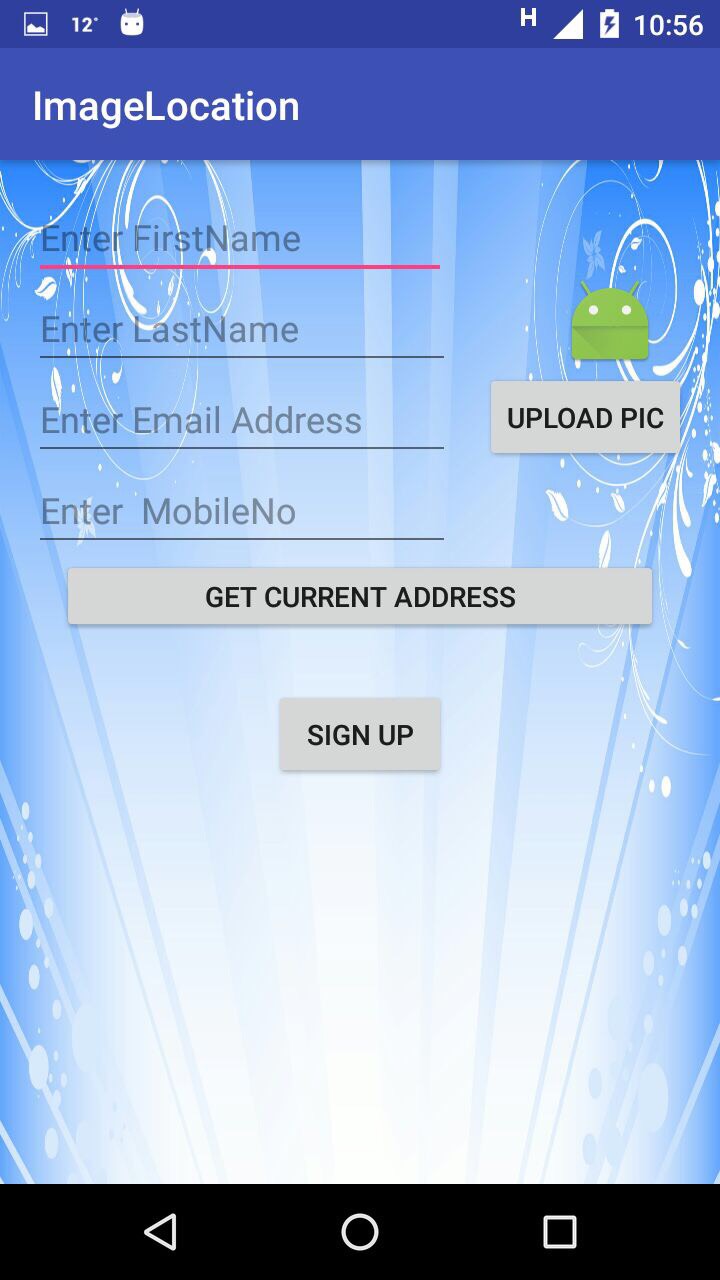 12° H 10:56
ImageLocation
Enter FirstName
Enter LastName
Enter Email Address
UPLOAD PIC
Enter  MobileNo
GET CURRENT ADDRESS
SIGN UP